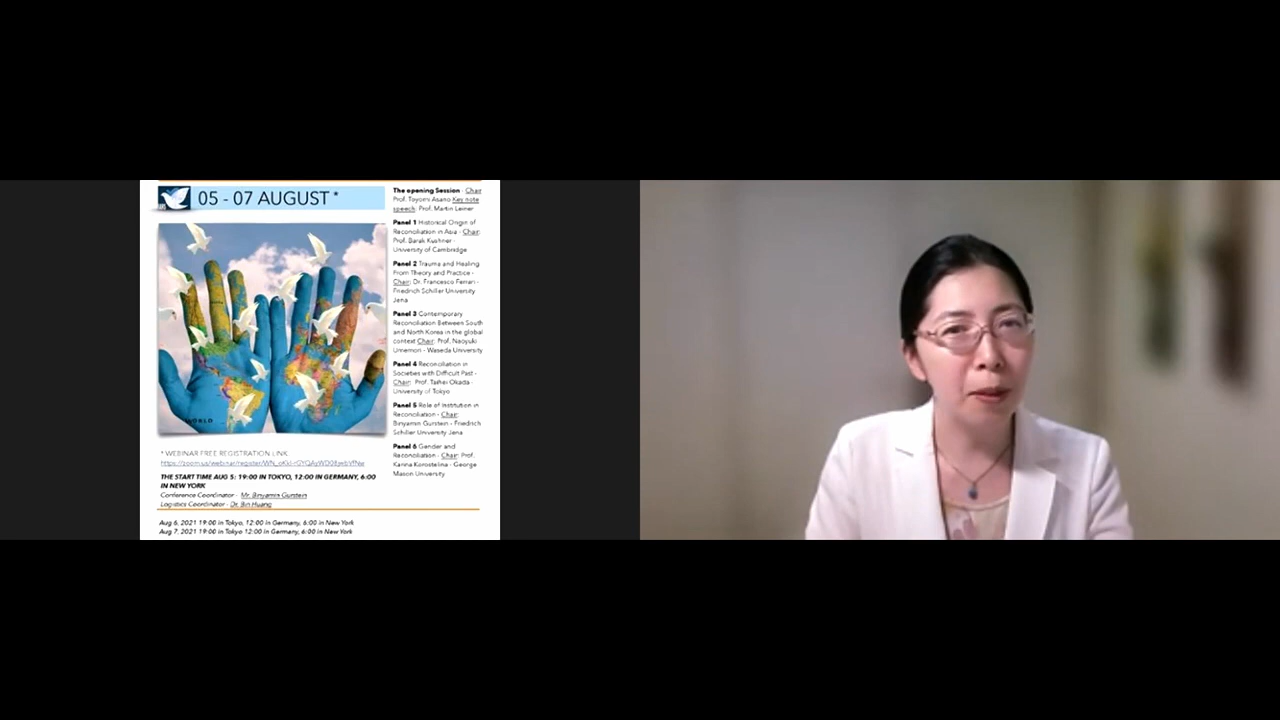 05 - 07 AUGUST *
WORLD
* WEBINAR FREE REGISTRATION LINK
THE START TIME AUG 5: 19:00 IN TOKYO, 12:00 IN GERMANY, 6:00
IN NEW YORK
Conference Coordinator - Mr. Binyamin Gurstein
Logistics Coordinator - Dr. Bin Huang
Aug 6, 2021 19:00 in Tokyo, 12:00 in Germany, 6:00 in New York
Aug 7, 2021 19:00 in Tokyo 12:00 in Germany, 6:00 in New York
The opening Session - Chair
Prof. Toyomi Asano Key note
speech: Prof. Martin Leiner
Panel 1 Historical Origin of
Reconciliation in Asia - Chair:
Prof. Barak Kushner -
University of Cambridge
Panel 2 Trauma and Healing
From Theory and Practice -
Chair: Dr. Francesco Ferrari -
Friedrich Schiller University
Jena
Panel 3 Contemporary
Reconciliation Between South
and North Korea in the global
context Chair: Prof. Naoyuki
Umemori - Waseda University
Panel 4 Reconciliation in
Societies with Difficult Past -
Chair: Prof. Taihei Okada -
University of Tokyo
Panel 5 Role of Institution in
Reconciliation - Chair:
Binyamin Gurstein - Friedrich
Schiller University Jena
Panel 6 Gender and
Reconciliation - Chair: Prof.
Karina Korostelina - George
Mason University